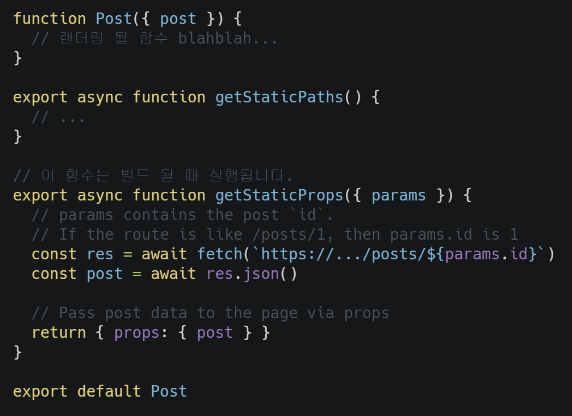 function Post({ post }) {
  // 랜더링 될 함수 blahblah...
}

export async function getStaticPaths() {
  // ...
}

// 이 함수는 빌드 될 때 실행됩니다.
export async function getStaticProps({ params }) {
  // params contains the post `id`.
  // If the route is like /posts/1, then params.id is 1
  const res = await fetch(`https://.../posts/${params.id}`)
  const post = await res.json()

  // Pass post data to the page via props
  return { props: { post } }
}

export default Post